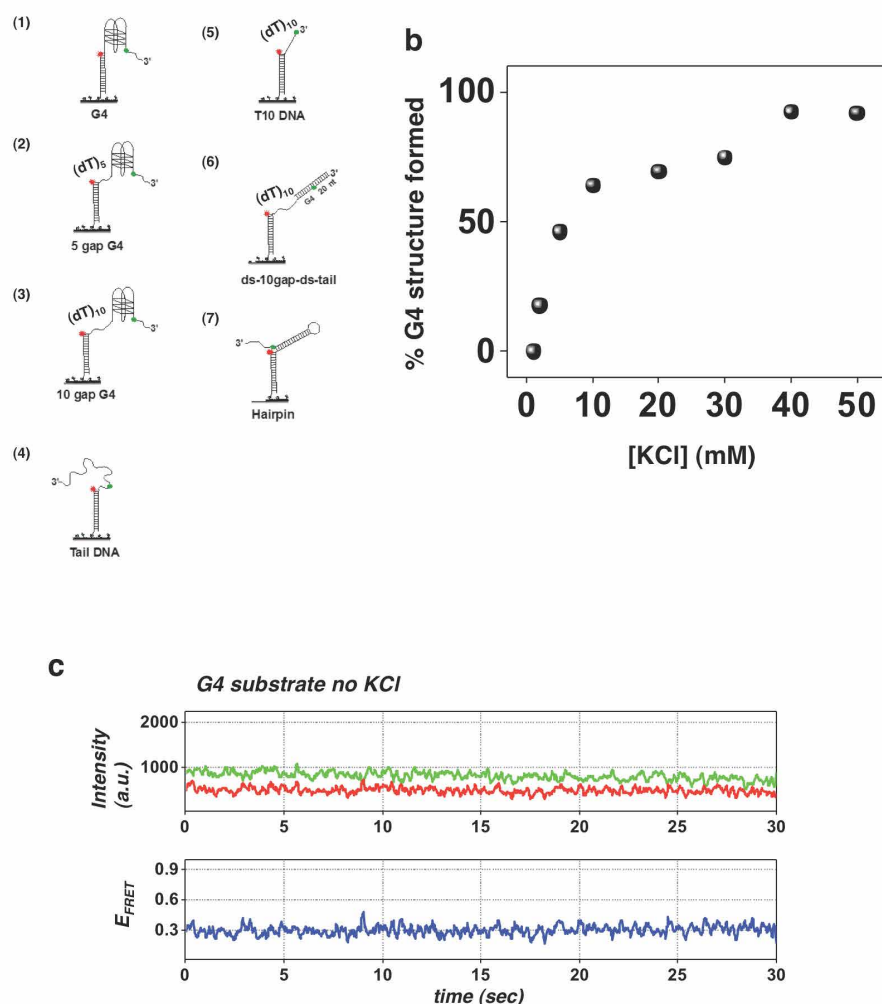 (1)
3'
G4
(2)
(dT)5
3'
5 gap G4
(3)
(dT)10
3'
10 gap G4
(4)
3'
Tail DNA
(5)
(dT)10 3'
T10 DNA
(6)
(dT)10
3'
G4 20 nt
ds-10gap-ds-tail
(7)
3'
Hairpin
b
% G4 structure formed
100
50
0
0 10 20 30 40 50
[KCl] (mM)
c
G4 substrate no KCl
Intensity
(a.u.)
2000
1000
0 5 10 15 20 25 30
EFRET
0.9
0.6
0.3
0 5 10 15 20 25 30
time (sec)